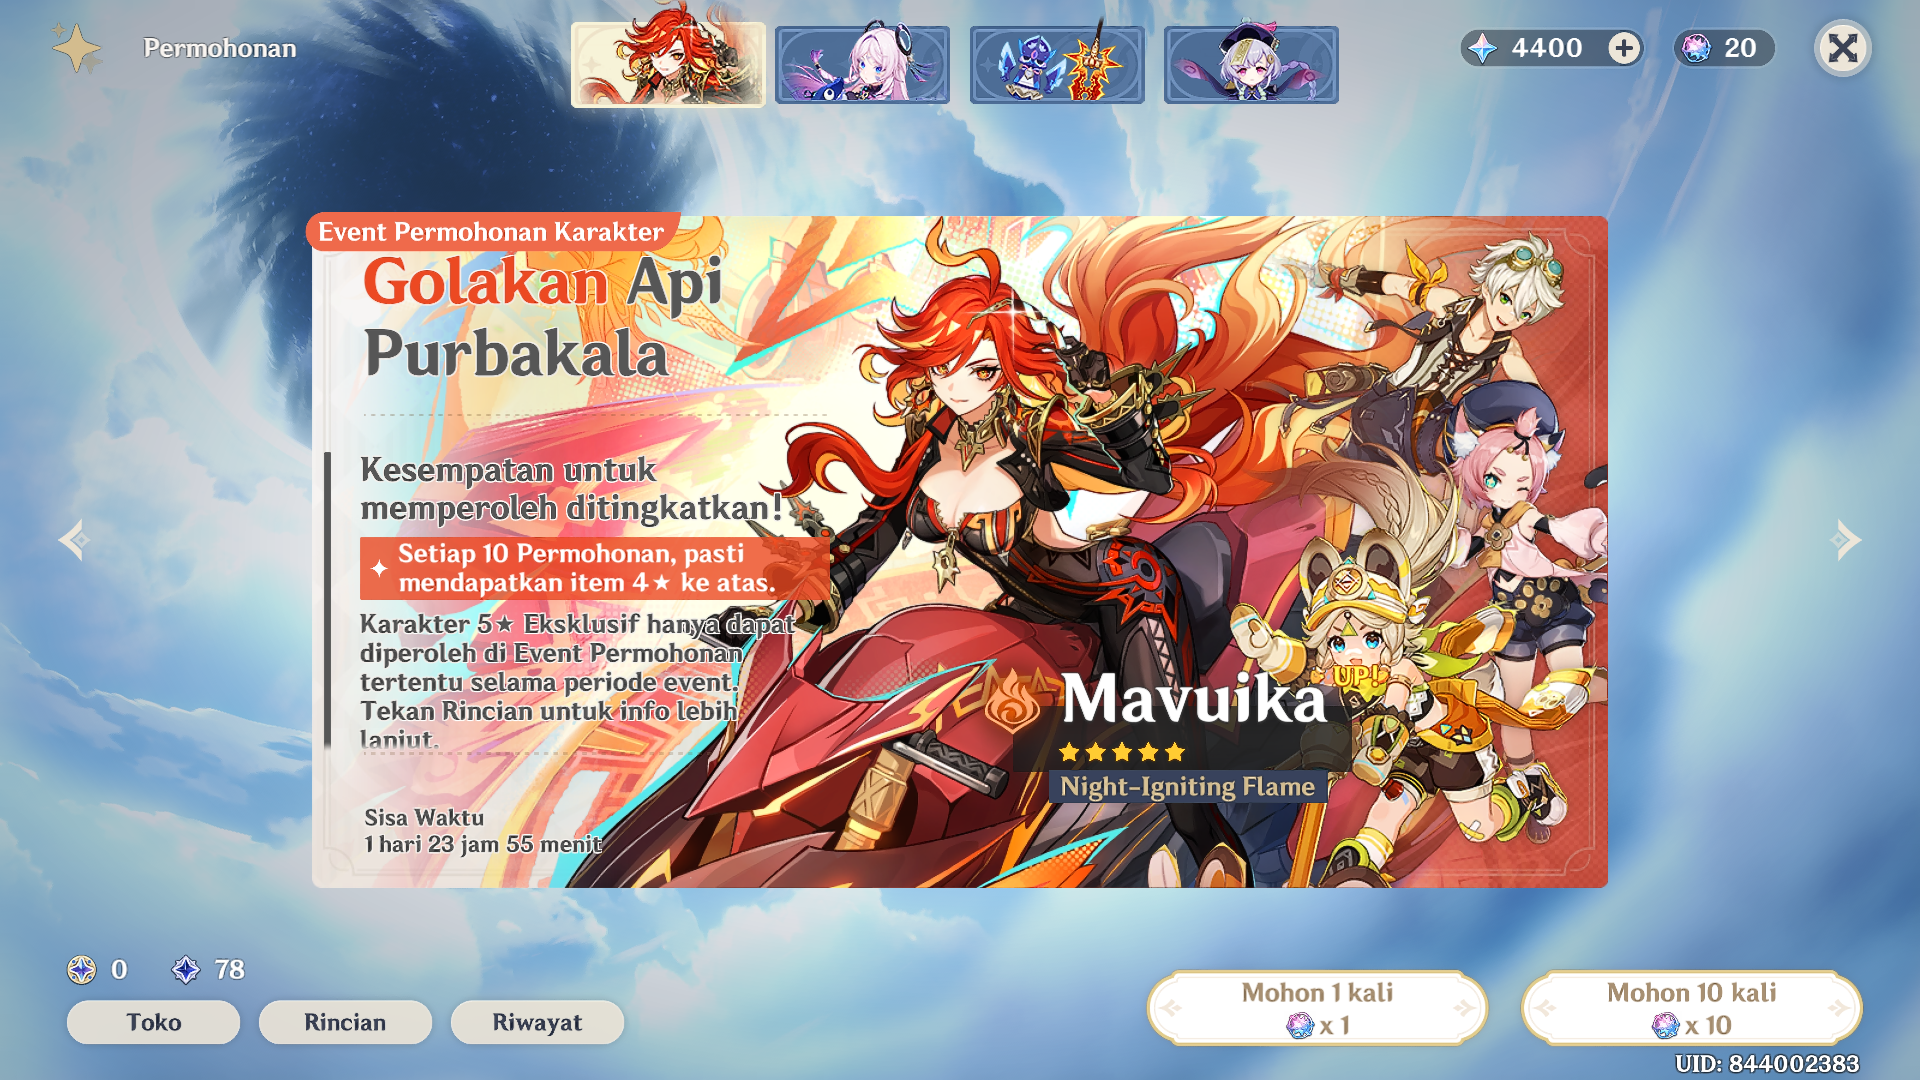 Permohonan
4400
20
Event Permohonan Karakter
Golakan Api
Purbakala
Kesempatan untuk
memperoleh ditingkatkan!
Setiap 10 Permohonan, pasti
mendapatkan item 4★ ke atas.
Karakter 5★ Eksklusif hanya dapat
diperoleh di Event Permohonan
tertentu selama periode event.
Tekan Rincian untuk info lebih
lanjut.
Sisa Waktu
1 hari 23 jam 55 menit
UP!
Mavuika
Night-Igniting Flame
0
78
Toko
Rincian
Riwayat
Mohon 1 kali
x 1
Mohon 10 kali
x 10
UID: 844002383